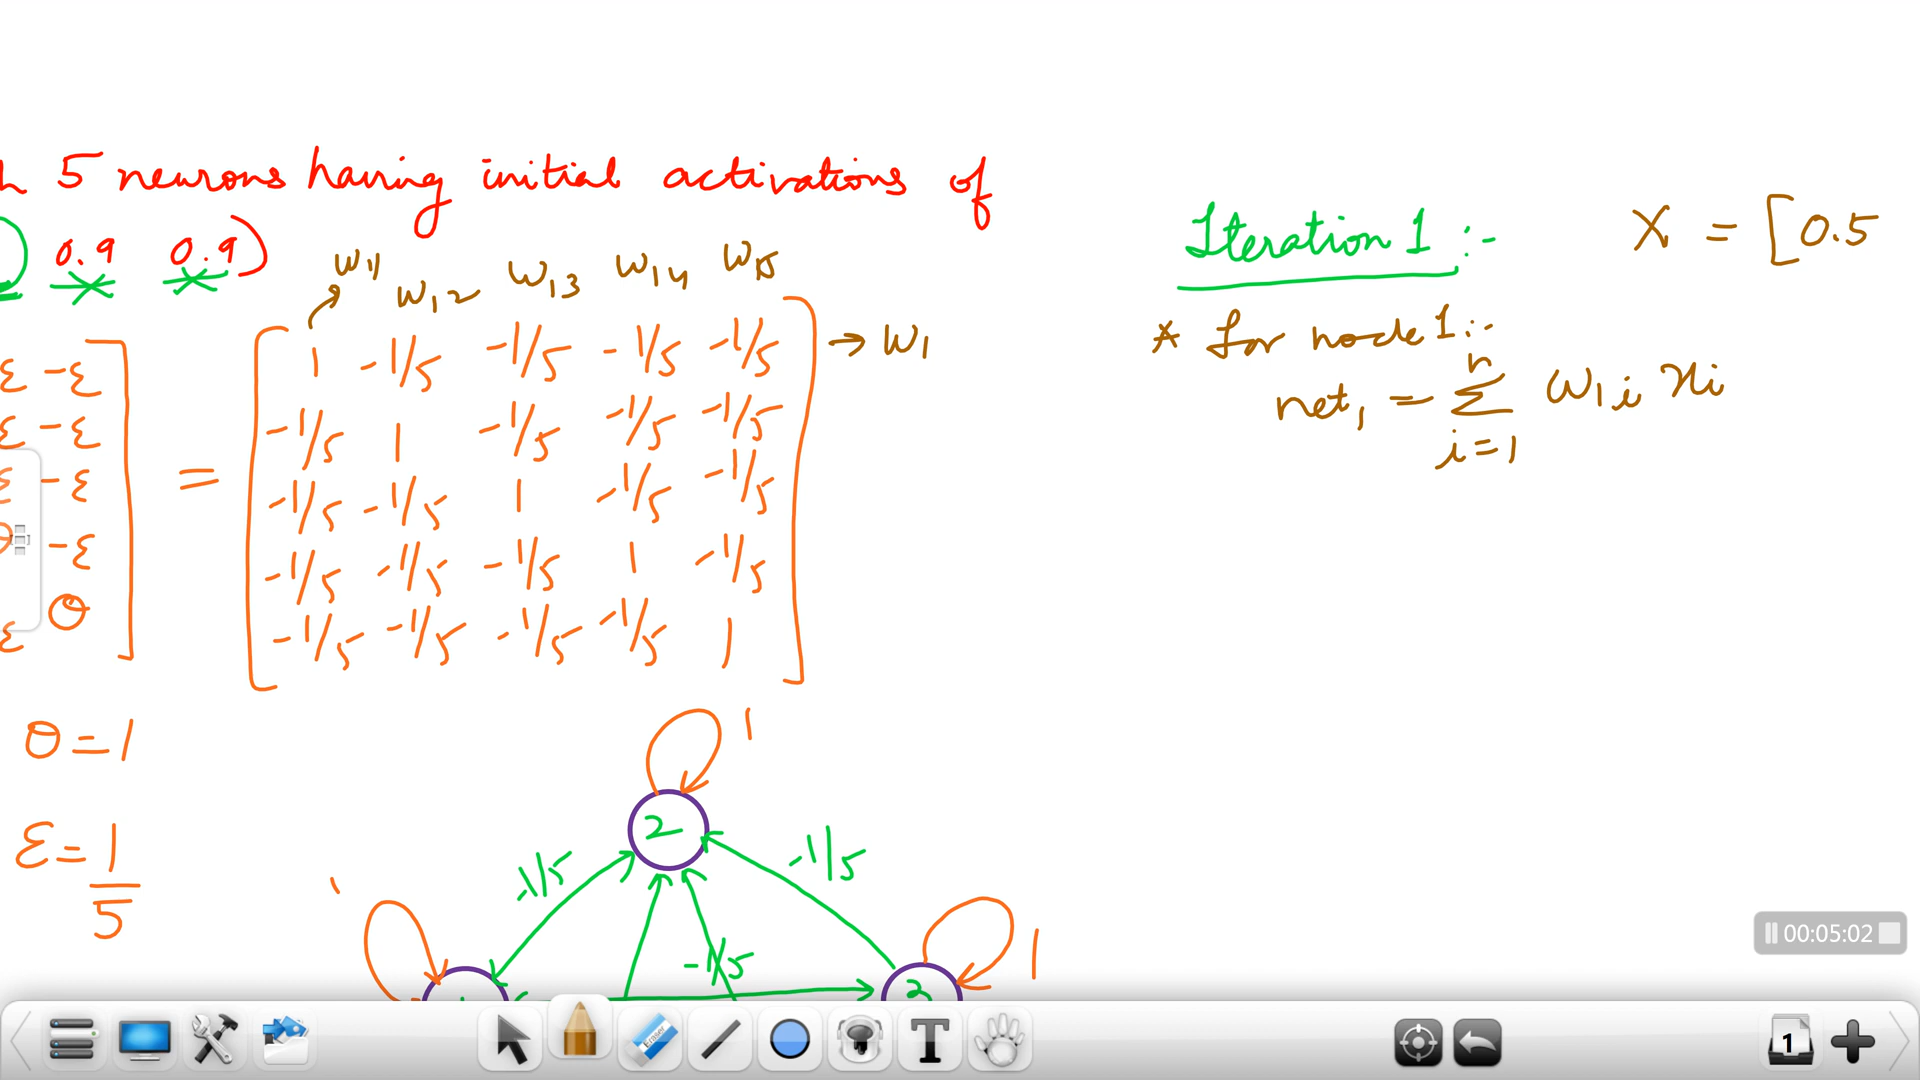 5 neurons having initial activations of
0.9 0.9)
w11 w12 w13 w14 w15
Iteration 1 :-
X = [0.5
1 -1/5 -1/5 -1/5 -1/5 → w1
-1/5 1 -1/5 -1/5 -1/5
-1/5 -1/5 1 -1/5 -1/5
-1/5 -1/5 -1/5 1 -1/5
-1/5 -1/5 -1/5 -1/5 1
* for node 1:-
net1 = Σ w1i xi
n
i=1
ε -ε
ε -ε
ε -ε
-ε
ε θ
=
θ = 1
ε = 1/5
1
2
-1/5
-1/5
-1/5
1
3
1
00:05:02
Eraser
T
1